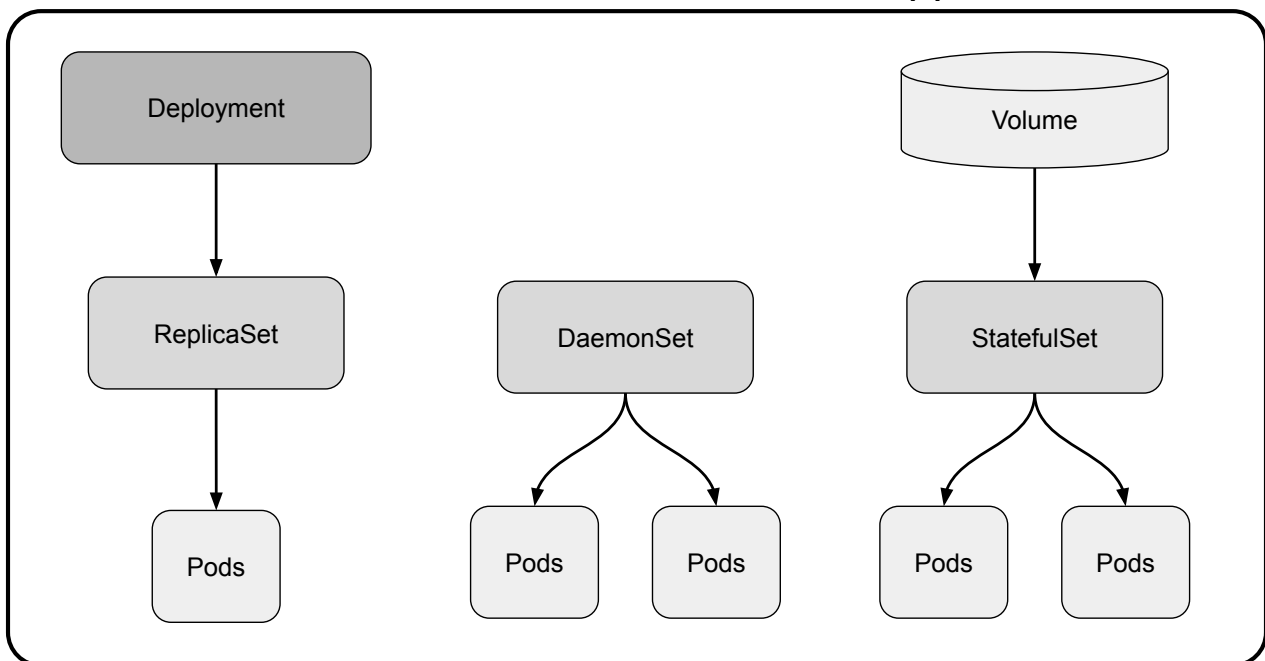 Deployment
Volume
ReplicaSet
DaemonSet
StatefulSet
Pods
Pods
Pods
Pods
Pods